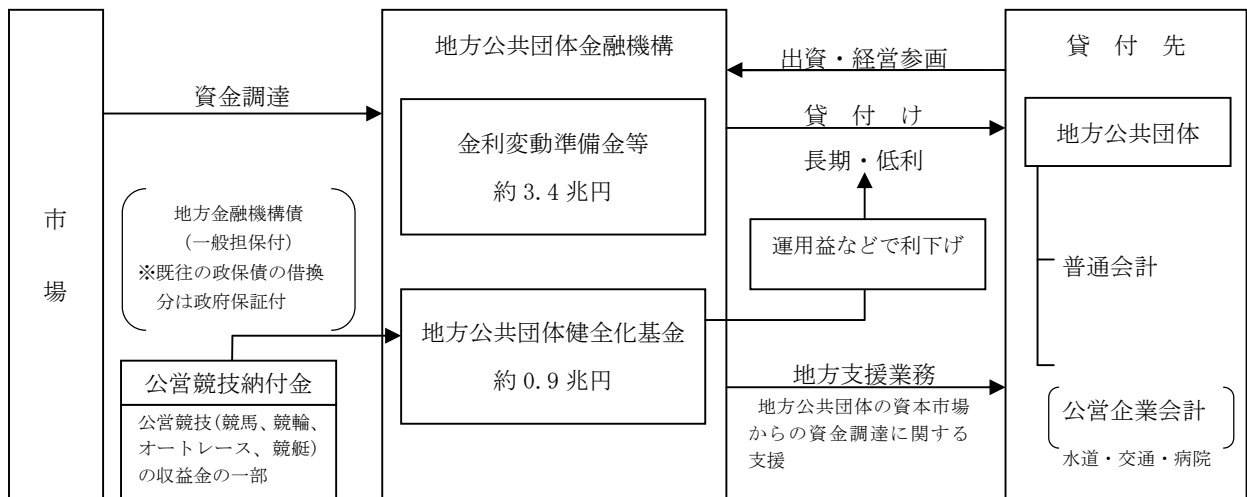 市
場
資金調達
地方金融機構債
(一般担保付)
※既往の政保債の借換
分は政府保証付
公営競技納付金
公営競技(競馬、競輪、
オートレース、競艇)
の収益金の一部
地方公共団体金融機構
金利変動準備金等
約 3.4 兆円
地方公共団体健全化基金
約 0.9 兆円
出資・経営参画
貸　付　け
長期・低利
運用益などで利下げ
地方支援業務
地方公共団体の資本市場
からの資金調達に関する
支援
貸　付　先
地方公共団体
普通会計
公営企業会計
水道・交通・病院